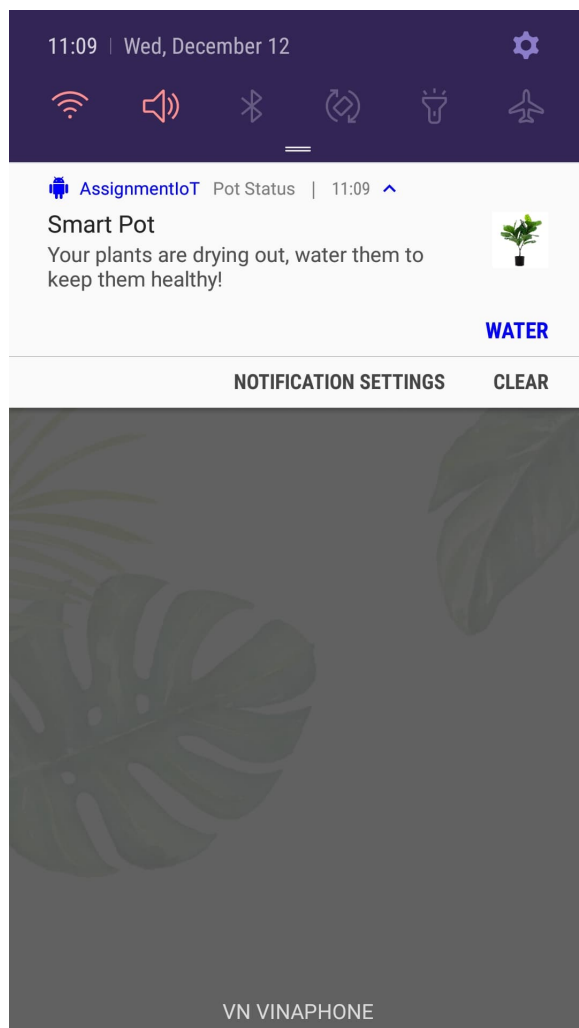 11:09 | Wed, December 12
AssignmentIoT Pot Status | 11:09
Smart Pot
Your plants are drying out, water them to
keep them healthy!
WATER
NOTIFICATION SETTINGS CLEAR
VN VINAPHONE